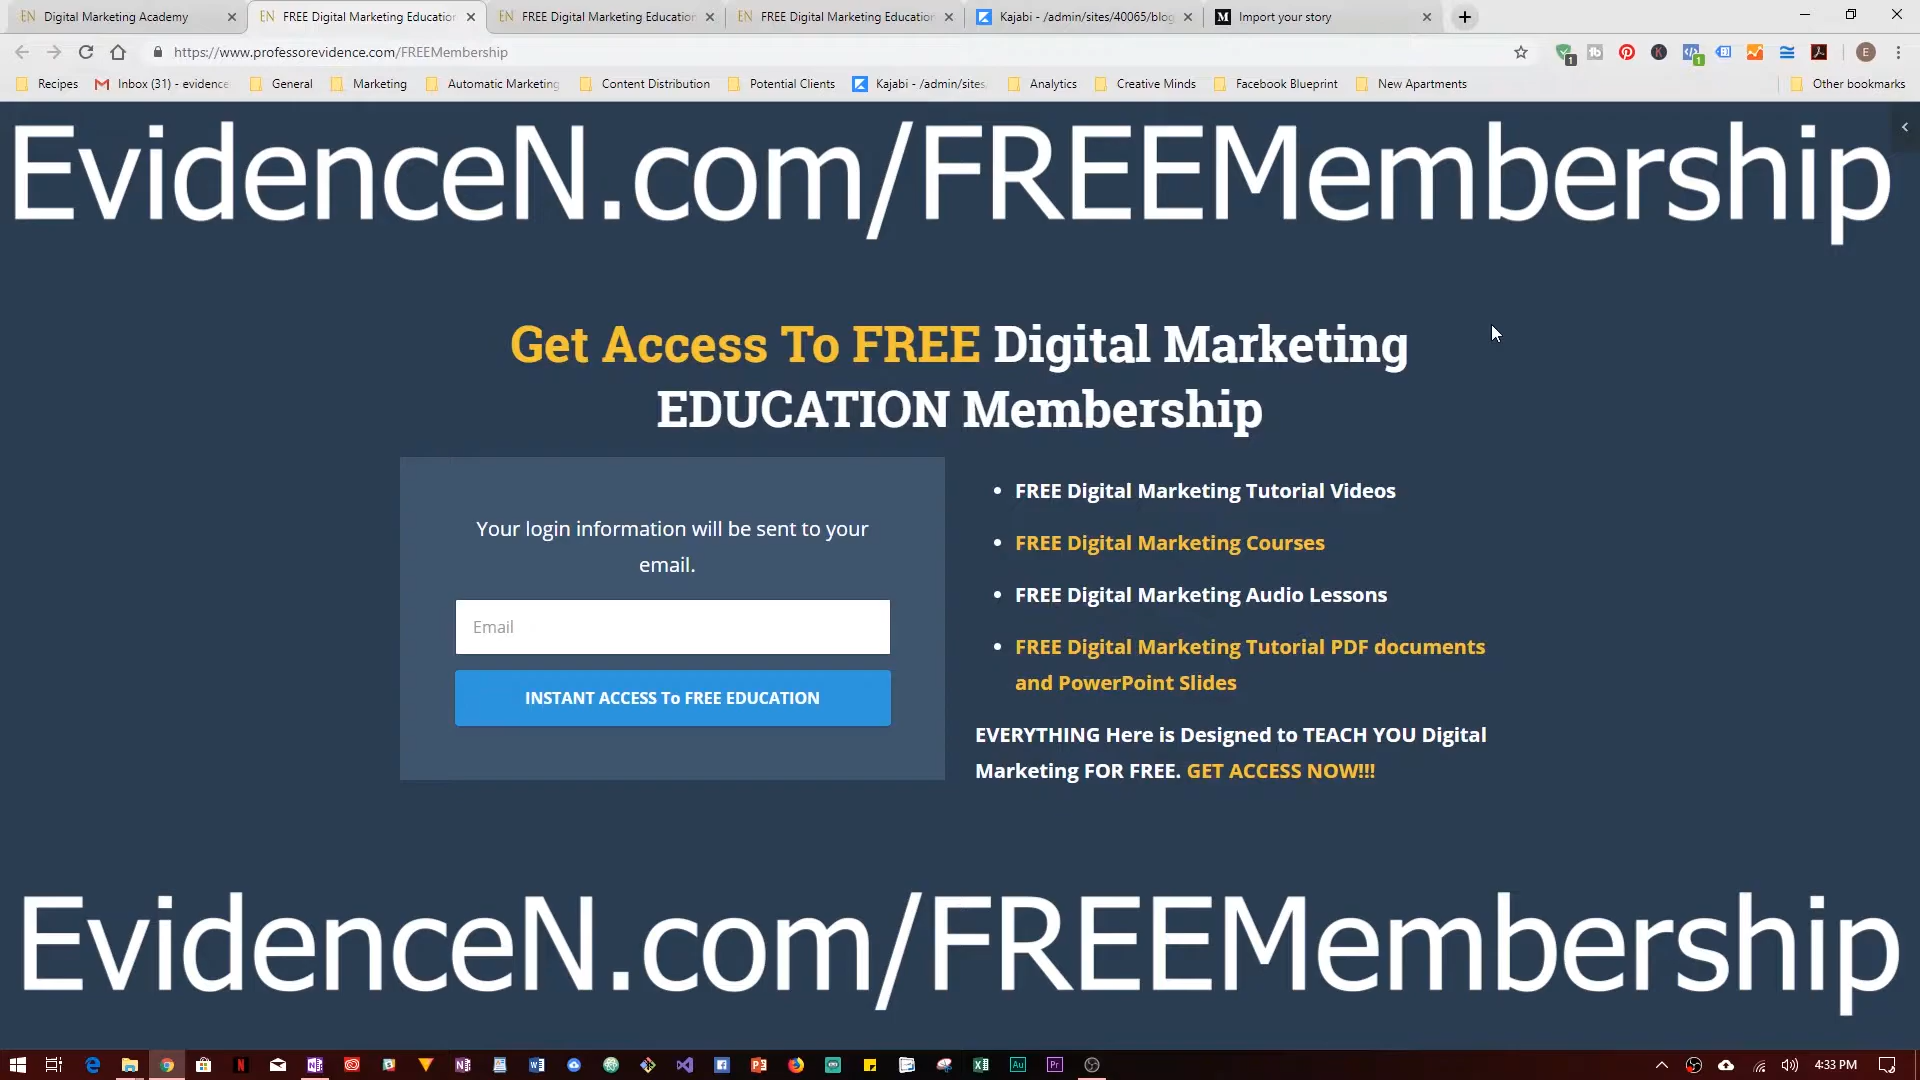 Digital Marketing Academy
FREE Digital Marketing Education
FREE Digital Marketing Education
FREE Digital Marketing Education
Kajabi - /admin/sites/40065/blog
Import your story
https://www.professorevidence.com/FREEMembership
Recipes
Inbox (31) - evidence
General
Marketing
Automatic Marketing
Content Distribution
Potential Clients
Kajabi - /admin/sites
Analytics
Creative Minds
Facebook Blueprint
New Apartments
Other bookmarks
EvidenceN.com/FREEMembership
Get Access To FREE Digital Marketing
EDUCATION Membership
Your login information will be sent to your
email.
Email
INSTANT ACCESS To FREE EDUCATION
FREE Digital Marketing Tutorial Videos
FREE Digital Marketing Courses
FREE Digital Marketing Audio Lessons
FREE Digital Marketing Tutorial PDF documents
and PowerPoint Slides
EVERYTHING Here is Designed to TEACH YOU Digital
Marketing FOR FREE. GET ACCESS NOW!!!
EvidenceN.com/FREEMembership
4:33 PM